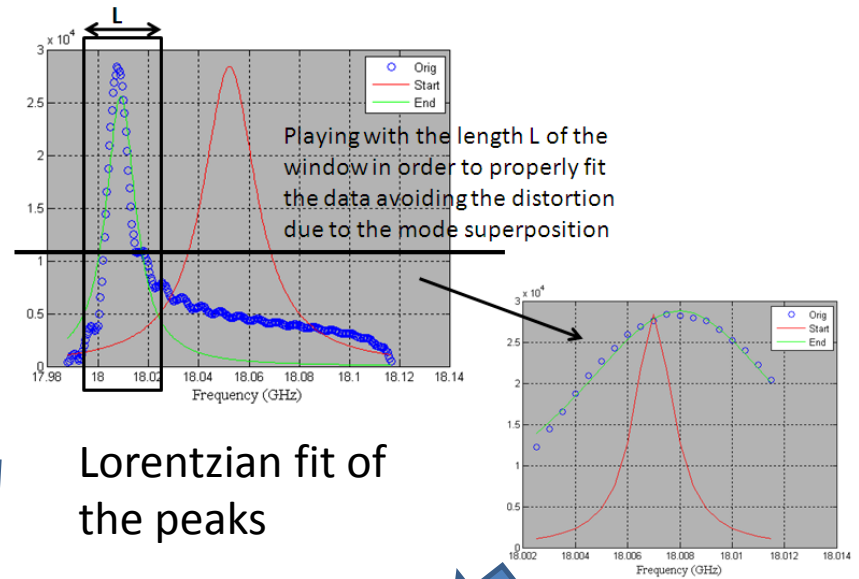 L
x 10⁴
3
2.5
2
1.5
1
0.5
0
17.98 18 18.02 18.04 18.06 18.08 18.1 18.12 18.14
Frequency (GHz)
Orig
Start
End
Playing with the length L of the
window in order to properly fit
the data avoiding the distortion
due to the mode superposition
Lorentzian fit of
the peaks
x 10⁴
3
2.5
2
1.5
1
0.5
0
18.002 18.004 18.006 18.008 18.01 18.012 18.014
Frequency (GHz)
Orig
Start
End